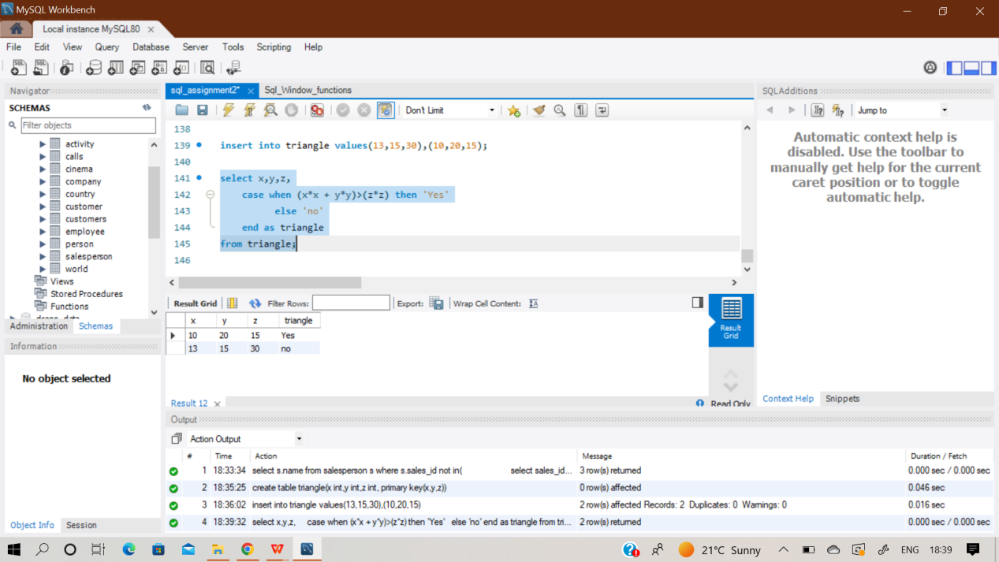 MySQL Workbench
Local instance MySQL80
File Edit View Query Database Server Tools Scripting Help
Navigator
SCHEMAS
Filter objects
activity
calls
cinema
company
country
customer
customers
employee
person
salesperson
world
Views
Stored Procedures
Functions
Administration Schemas
Information
No object selected
Object Info Session
sql_assignment2* Sql_Window_functions
Don't Limit
138
139 insert into triangle values(13,15,30),(10,20,15);
140
141 select x,y,z,
142 case when (x*x + y*y)>(z*z) then 'Yes'
143 else 'no'
144 end as triangle
145 from triangle;
146
Result Grid Filter Rows: Export: Wrap Cell Content:
x y z triangle
10 20 15 Yes
13 15 30 no
Result Grid
Result 12 Read Only
SQLAdditions
Jump to
Automatic context help is
disabled. Use the toolbar to
manually get help for the current
caret position or to toggle
automatic help.
Context Help Snippets
Output
Action Output
# Time Action Message Duration / Fetch
1 18:33:34 select s.name from salesperson s where s.sales_id not in( select sales_id... 3 row(s) returned 0.000 sec / 0.000 sec
2 18:35:25 create table triangle(x int,y int,z int, primary key(x,y,z)) 0 row(s) affected 0.046 sec
3 18:36:02 insert into triangle values(13,15,30),(10,20,15) 2 row(s) affected Records: 2 Duplicates: 0 Warnings: 0 0.016 sec
4 18:39:32 select x,y,z, case when (x*x + y*y)>(z*z) then 'Yes' else 'no' end as triangle from tri... 2 row(s) returned 0.000 sec / 0.000 sec
21°C Sunny ENG 18:39